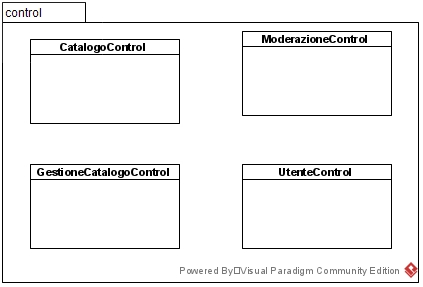 control
CatalogoControl
ModerazioneControl
GestioneCatalogoControl
UtenteControl
Powered By Visual Paradigm Community Edition